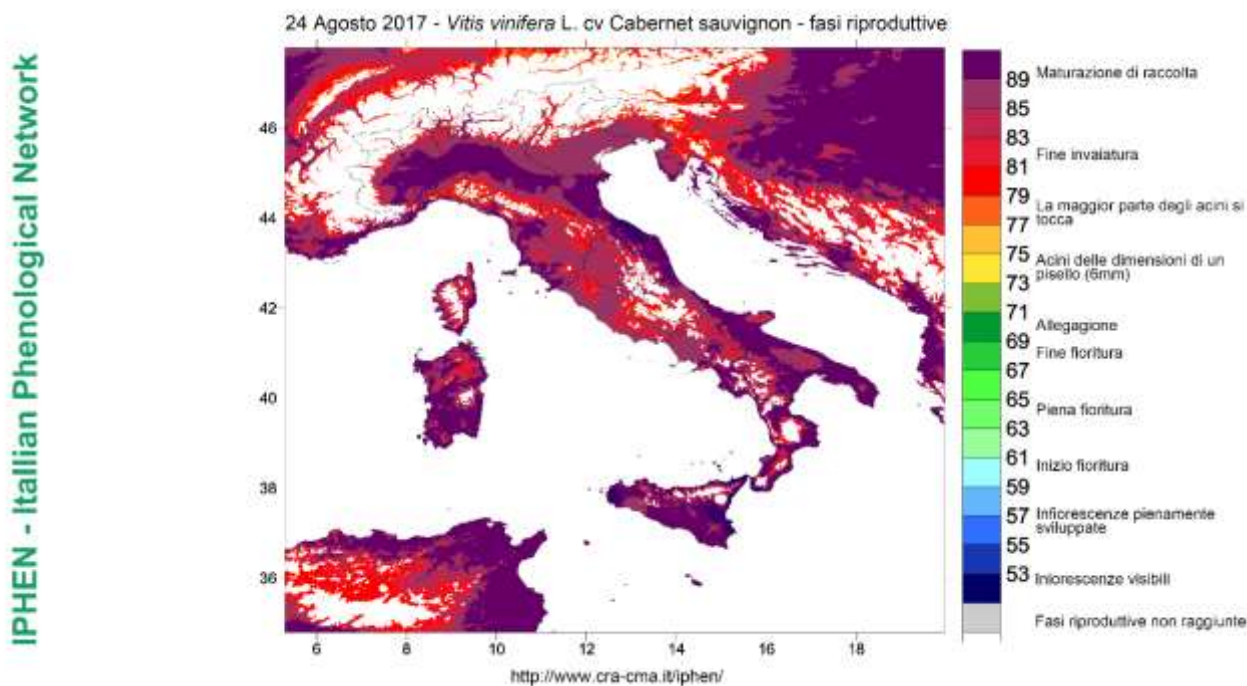 IPHEN - Itallian Phenological Network
24 Agosto 2017 - Vitis vinifera L. cv Cabernet sauvignon - fasi riproduttive
46
44
42
40
38
36
6
8
10
12
14
16
18
http://www.cra-cma.it/iphen/
89
85
83
81
79
77
75
73
71
69
67
65
63
61
59
57
55
53
Maturazione di raccolta
Fine invaiatura
La maggior parte degli acini si
tocca
Acini delle dimensioni di un
pisello (6mm)
Allegagione
Fine fioritura
Piena fioritura
Inizio fioritura
Infiorescenze pienamente
sviluppate
Iniorescenze visibili
Fasi riproduttive non raggiunte